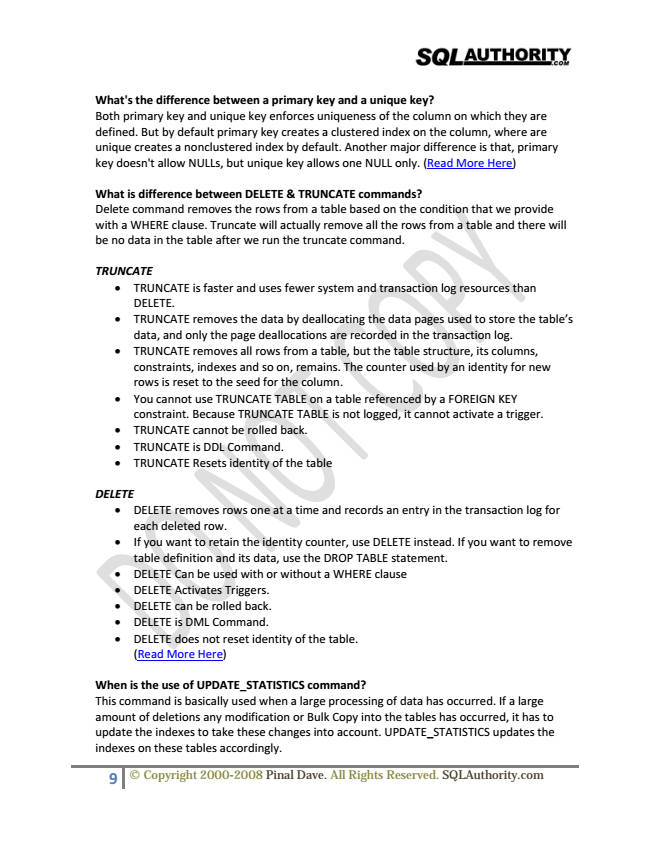 SQLAUTHORITY
.COM
What's the difference between a primary key and a unique key?
Both primary key and unique key enforces uniqueness of the column on which they are
defined. But by default primary key creates a clustered index on the column, where are
unique creates a nonclustered index by default. Another major difference is that, primary
key doesn't allow NULLs, but unique key allows one NULL only. (Read More Here)
What is difference between DELETE & TRUNCATE commands?
Delete command removes the rows from a table based on the condition that we provide
with a WHERE clause. Truncate will actually remove all the rows from a table and there will
be no data in the table after we run the truncate command.
TRUNCATE
• TRUNCATE is faster and uses fewer system and transaction log resources than
DELETE.
• TRUNCATE removes the data by deallocating the data pages used to store the table’s
data, and only the page deallocations are recorded in the transaction log.
• TRUNCATE removes all rows from a table, but the table structure, its columns,
constraints, indexes and so on, remains. The counter used by an identity for new
rows is reset to the seed for the column.
• You cannot use TRUNCATE TABLE on a table referenced by a FOREIGN KEY
constraint. Because TRUNCATE TABLE is not logged, it cannot activate a trigger.
• TRUNCATE cannot be rolled back.
• TRUNCATE is DDL Command.
• TRUNCATE Resets identity of the table
DELETE
• DELETE removes rows one at a time and records an entry in the transaction log for
each deleted row.
• If you want to retain the identity counter, use DELETE instead. If you want to remove
table definition and its data, use the DROP TABLE statement.
• DELETE Can be used with or without a WHERE clause
• DELETE Activates Triggers.
• DELETE can be rolled back.
• DELETE is DML Command.
• DELETE does not reset identity of the table.
(Read More Here)
When is the use of UPDATE_STATISTICS command?
This command is basically used when a large processing of data has occurred. If a large
amount of deletions any modification or Bulk Copy into the tables has occurred, it has to
update the indexes to take these changes into account. UPDATE_STATISTICS updates the
indexes on these tables accordingly.
9 © Copyright 2000-2008 Pinal Dave. All Rights Reserved. SQLAuthority.com
DO NOT COPY